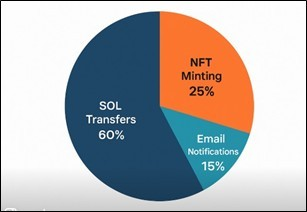 NFT
Minting
25%
SOL
Transfers
60%
Email
Notifications
15%